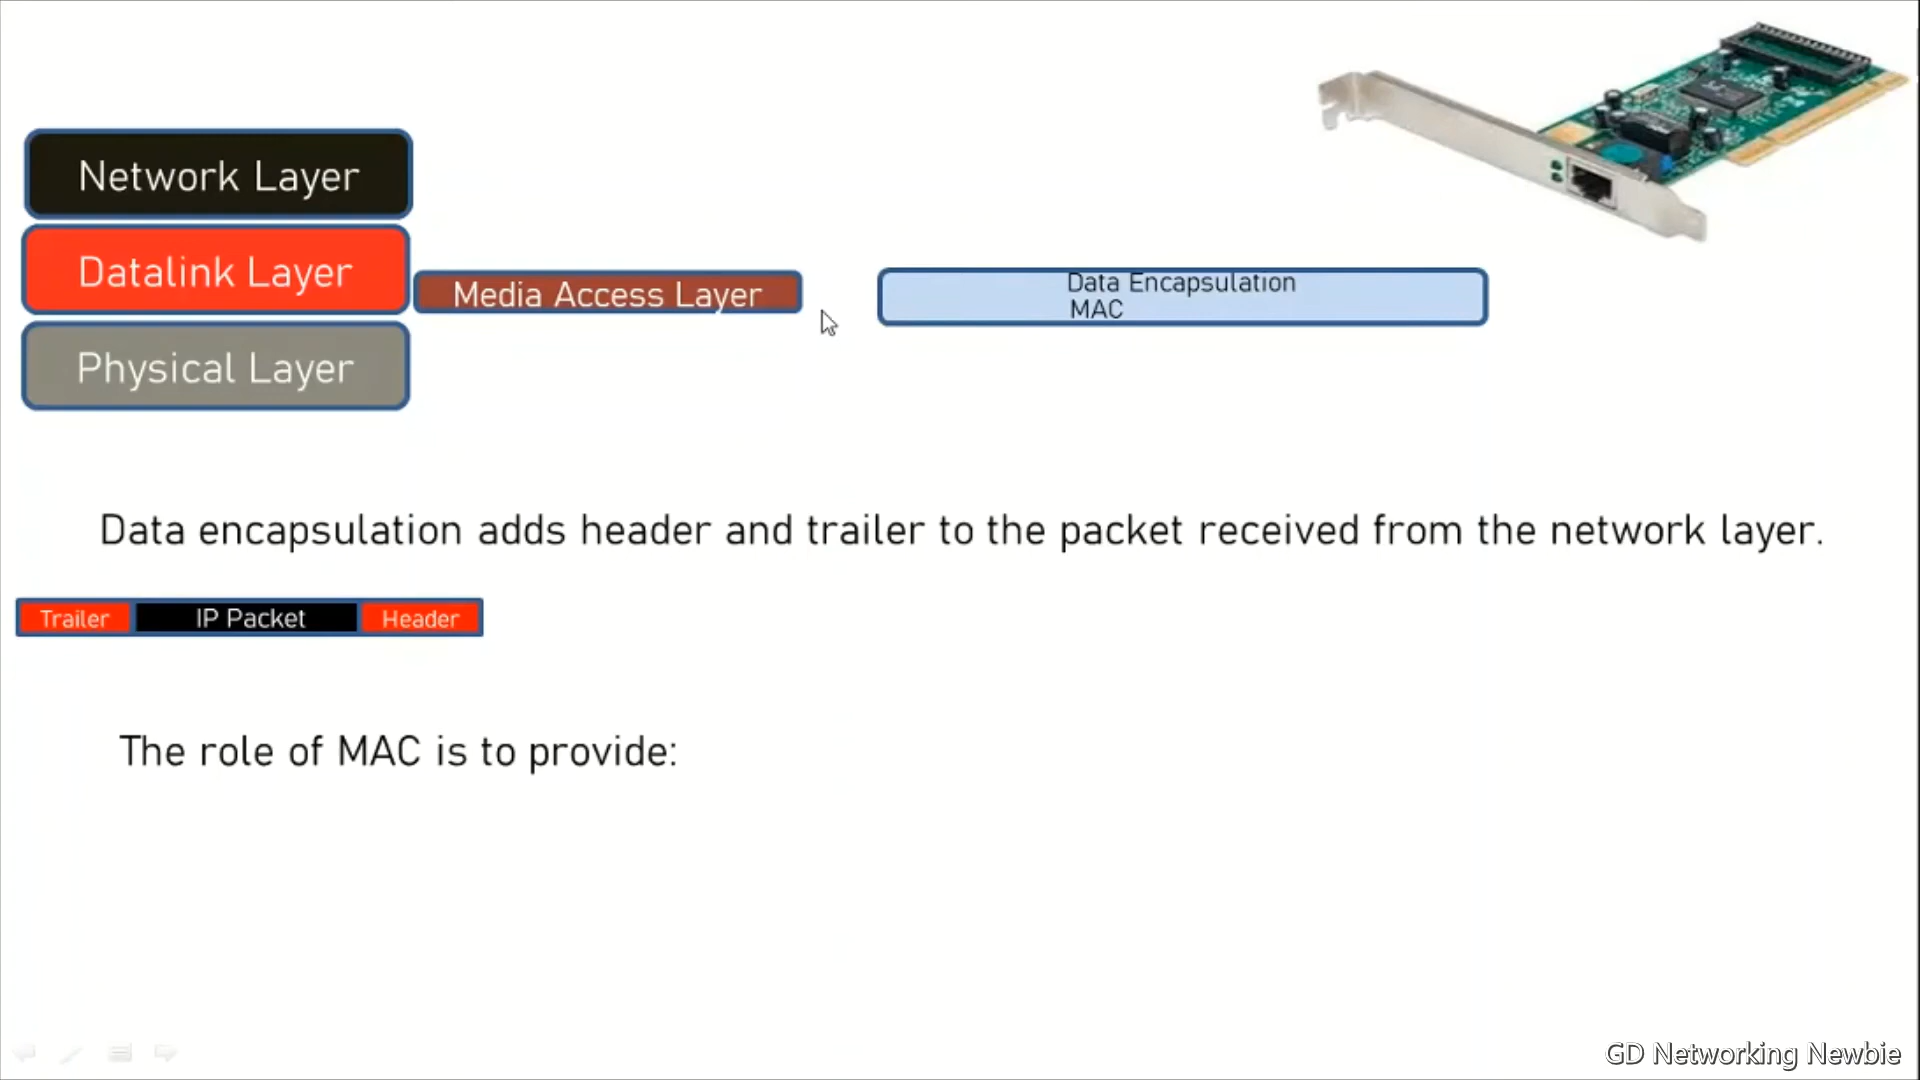 Network Layer
Datalink Layer
Media Access Layer
Data Encapsulation
MAC
Physical Layer
Data encapsulation adds header and trailer to the packet received from the network layer.
Trailer IP Packet Header
The role of MAC is to provide:
GD Networking Newbie